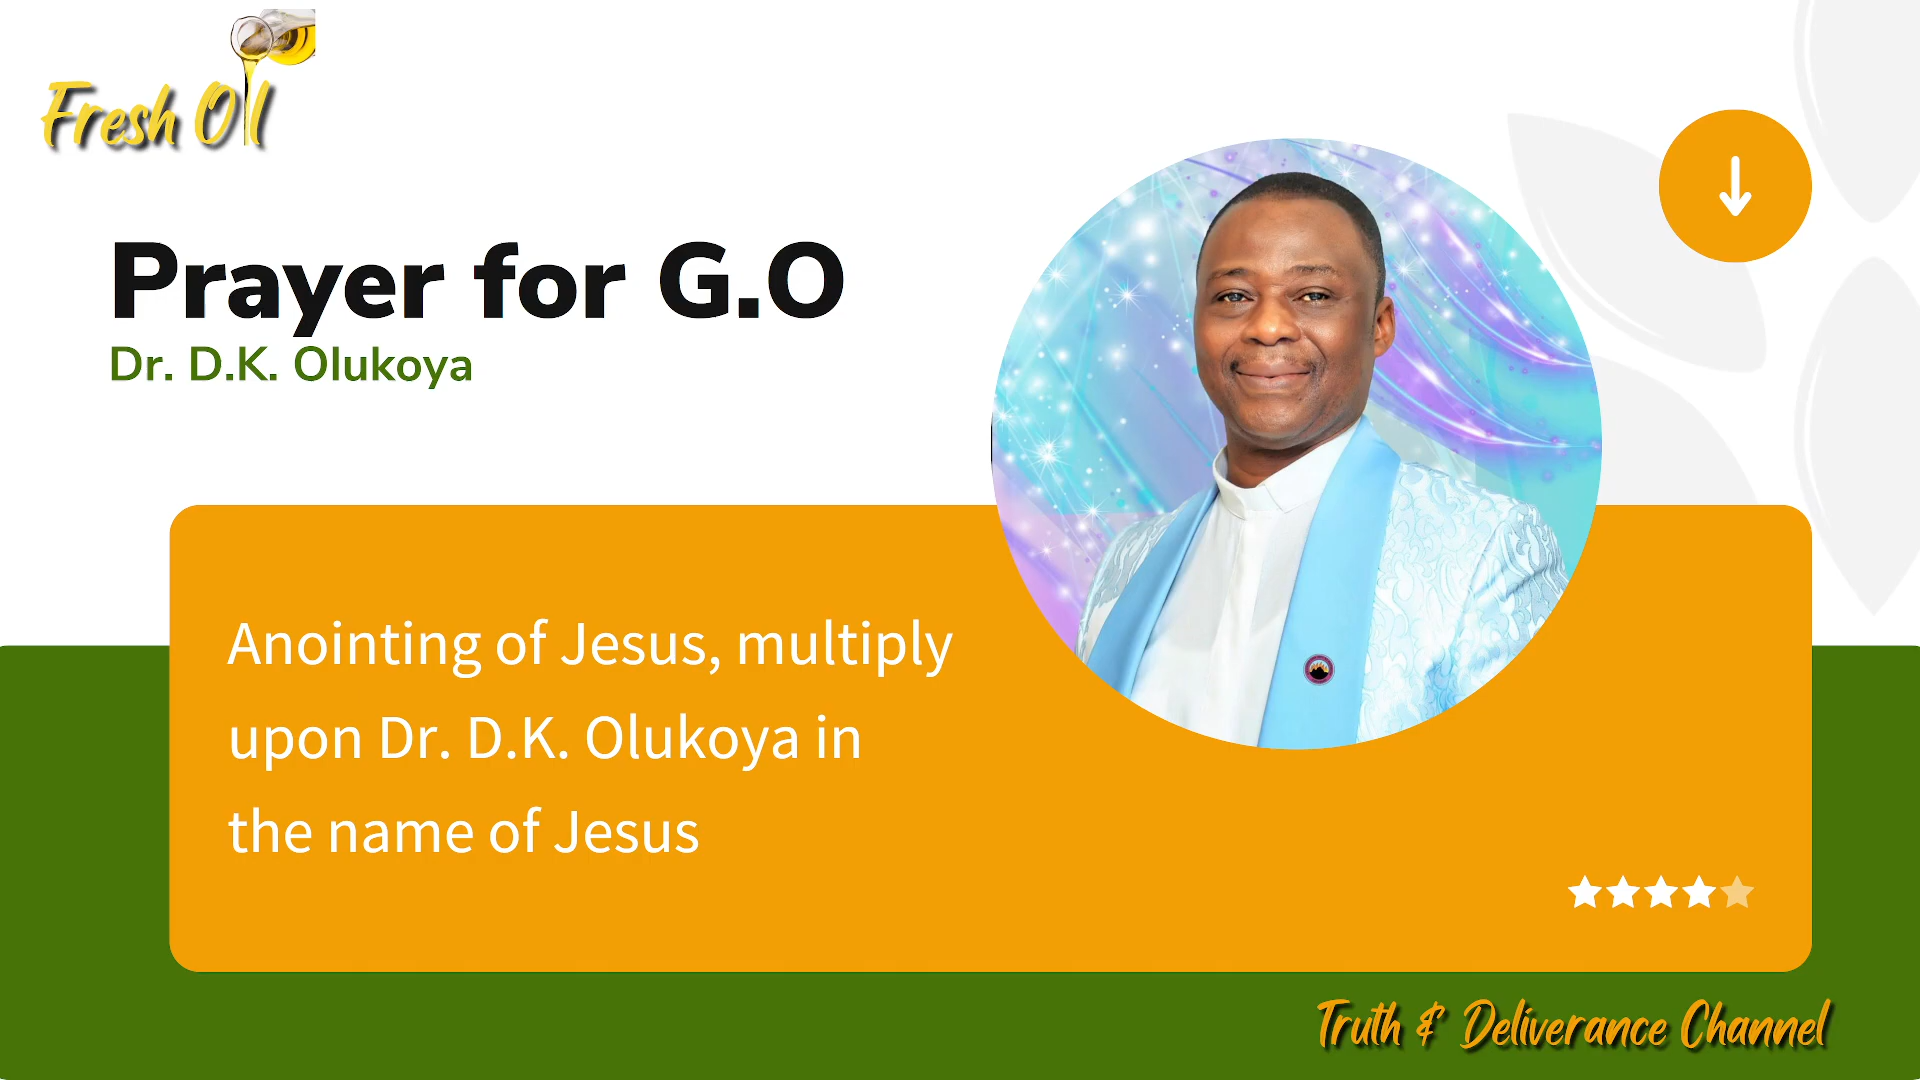 Fresh Oil
Prayer for G.O
Dr. D.K. Olukoya
Anointing of Jesus, multiply
upon Dr. D.K. Olukoya in
the name of Jesus
Truth & Deliverance Channel